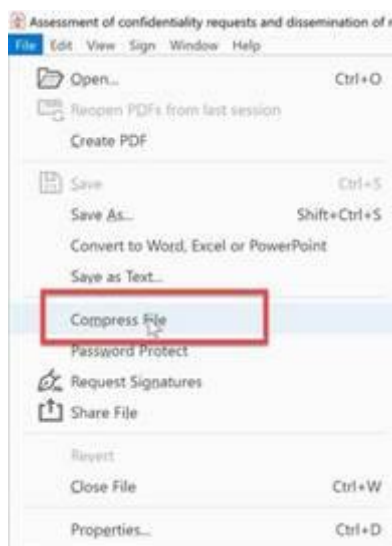 Assessment of confidentiality requests and dissemination of
File Edit View Sign Window Help
Open... Ctrl+O
Reopen PDFs from last session
Create PDF
Save Ctrl+S
Save As... Shift+Ctrl+S
Convert to Word, Excel or PowerPoint
Save as Text...
Compress File
Password Protect
Request Signatures
Share File
Revert
Close File Ctrl+W
Properties... Ctrl+D